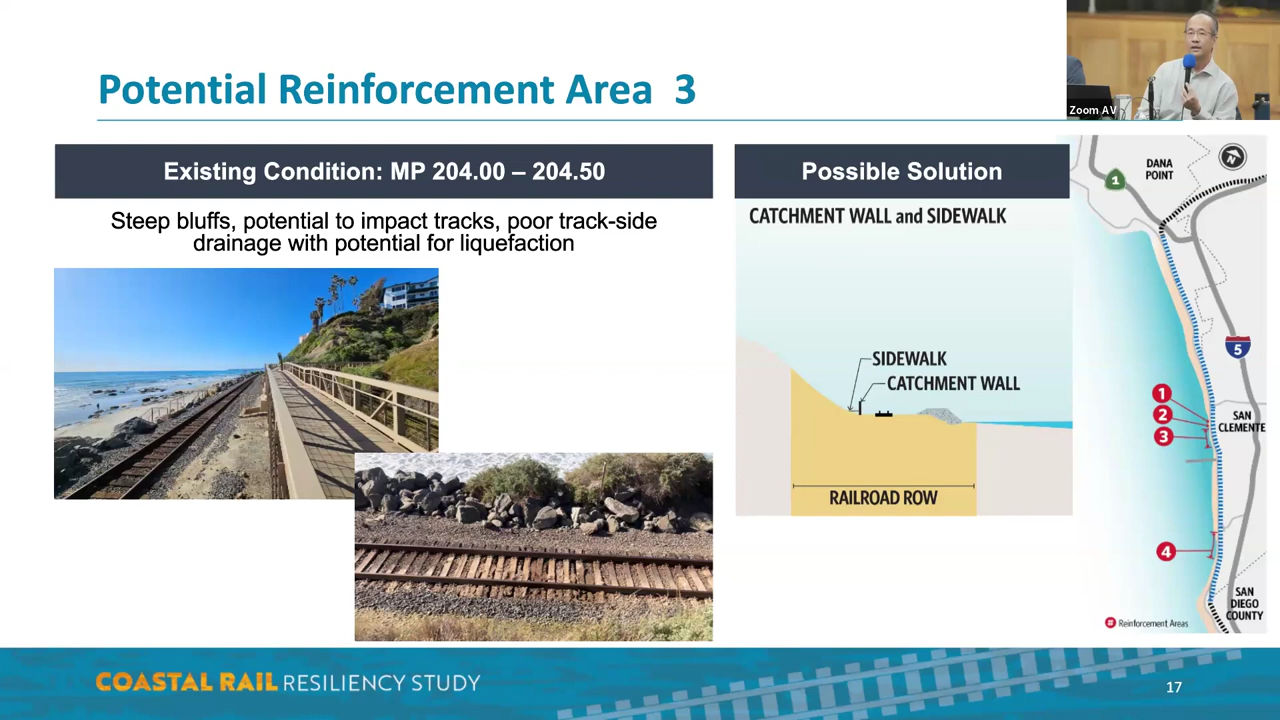 Zoom AV
Potential Reinforcement Area 3
Existing Condition: MP 204.00 – 204.50
Steep bluffs, potential to impact tracks, poor track-side
drainage with potential for liquefaction
Possible Solution
CATCHMENT WALL and SIDEWALK
SIDEWALK
CATCHMENT WALL
RAILROAD ROW
N
DANA
POINT
1
5
1
2
3
SAN
CLEMENTE
4
SAN
DIEGO
COUNTY
# Reinforcement Areas
COASTAL RAIL RESILIENCY STUDY
17